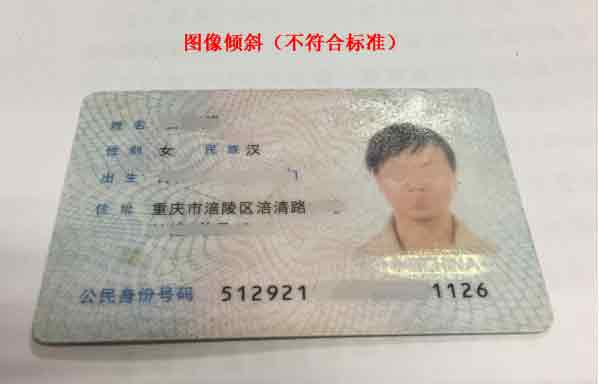 图像倾斜（不符合标准）
姓名
性别 女 民族 汉
出生
住址 重庆市涪陵区涪清路
公民身份号码 512921 1126